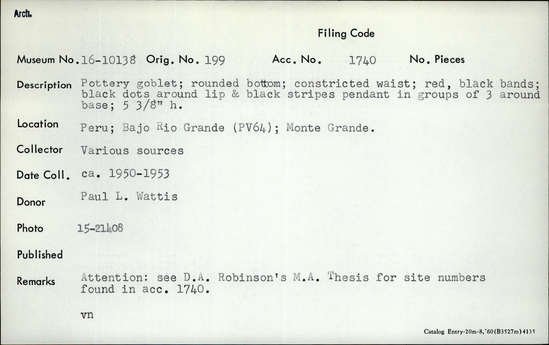 Arch.
Filing Code
Museum No. 16-10138 Orig. No. 199 Acc. No. 1740 No. Pieces
Description Pottery goblet; rounded bottom; constricted waist; red, black bands;
black dots around lip & black stripes pendant in groups of 3 around
base; 5 3/8" h.
Location Peru; Bajo Rio Grande (PV64); Monte Grande.
Collector Various sources
Date Coll. ca. 1950-1953
Donor Paul L. Wattis
Photo 15-21408
Published
Remarks Attention: see D.A. Robinson's M.A. Thesis for site numbers
found in acc. 1740.
vn
Catalog Entry-20m-8,'60(B3527m)4135